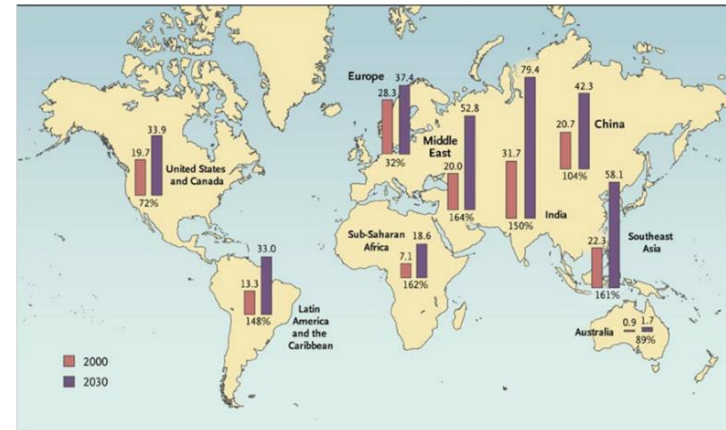 Europe
28.3
37.4
32%
79.4
42.3
20.7
China
104%
52.8
Middle
East
20.0
164%
31.7
India
150%
33.9
19.7
United States
and Canada
72%
58.1
22.3
Southeast
Asia
161%
Sub-Saharan
Africa
18.6
7.1
162%
33.0
13.3
148%
Latin
America
and the
Caribbean
Australia
0.9
1.7
89%
2000
2030